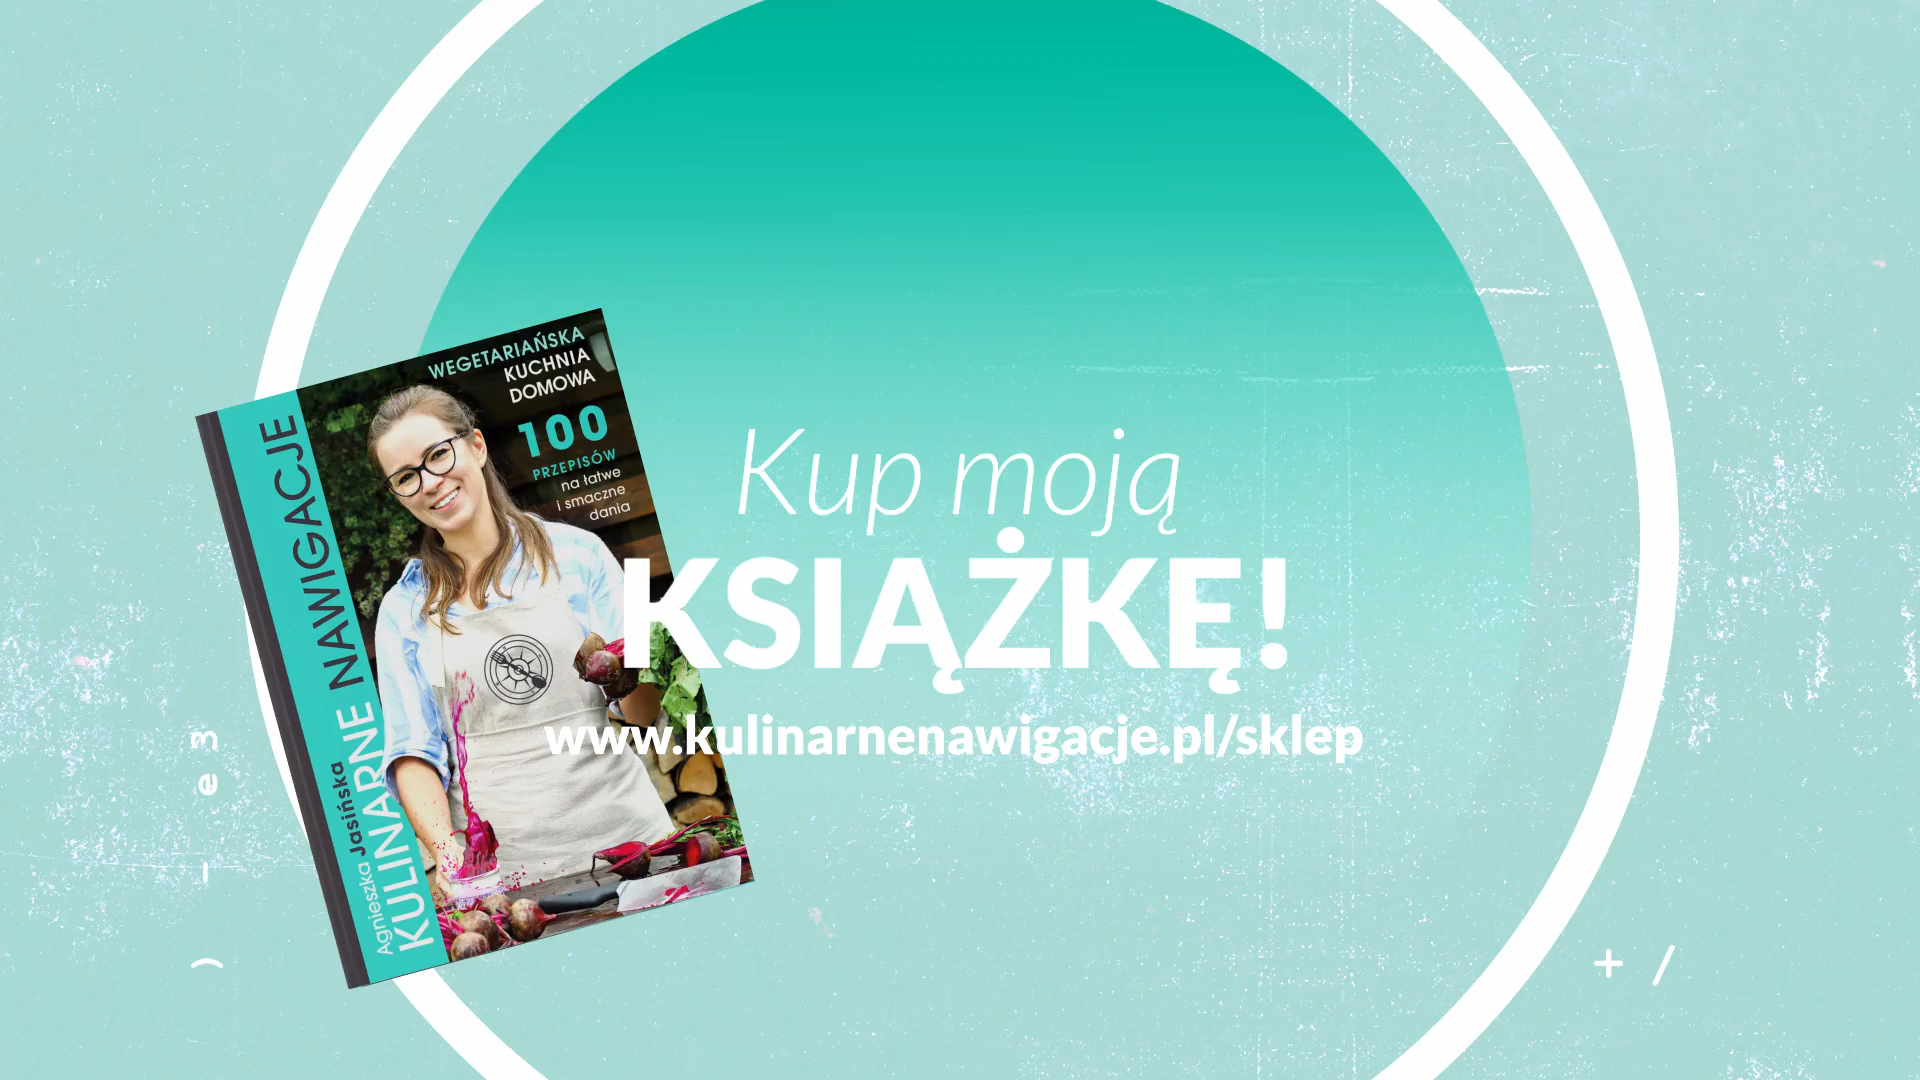 WEGETARIAŃSKA
KUCHNIA
DOMOWA
100
PRZEPISÓW
na łatwe
i smaczne
dania
Agnieszka Jasińska
KULINARNE NAWIGACJE
Kup moją
KSIĄŻKĘ!
www.kulinarnenawigacje.pl/sklep
) – e 3
+ /